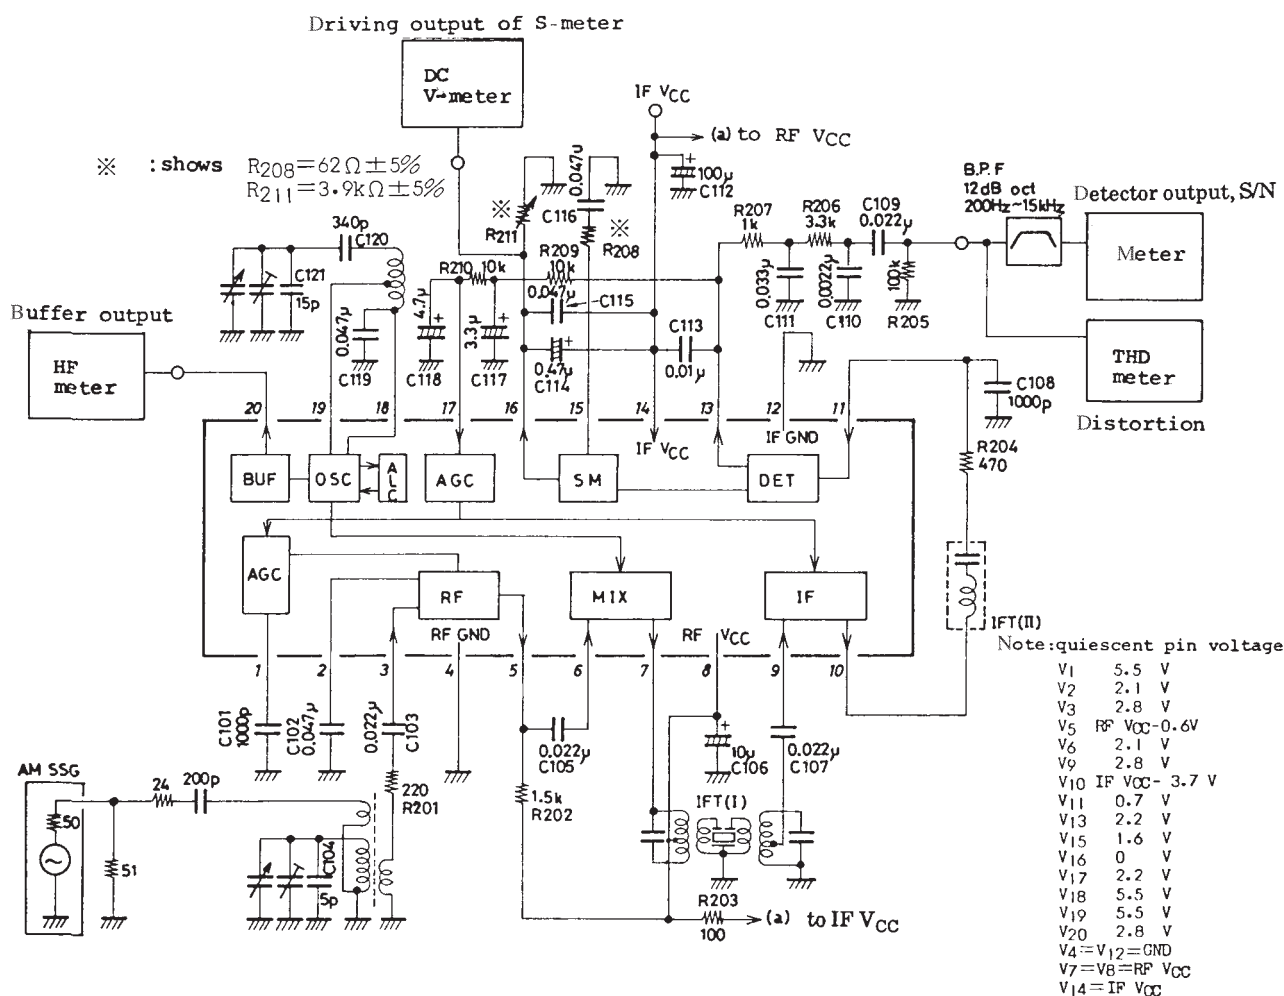 Driving output of S-meter
DC
V-meter
IF VCC
(a) to RF VCC
※ : shows R208=62Ω±5%
R211=3.9kΩ±5%
※
R211
0.047μ
C116
※
R208
100μ
C112
+
B.P.F
12dB oct
200Hz~15kHz
Detector output, S/N
Meter
340p
C120
C121
15p
R210
10k
R209
10k
0.047μ
C115
R207
1k
R206
3.3k
C109
0.022μ
0.033μ
C111
0.0022μ
C110
100k
R205
Buffer output
HF
meter
0.047μ
C119
4.7μ
+
C118
3.3μ
+
C117
0.47μ
+
C114
C113
0.01μ
THD
meter
Distortion
C108
1000p
R204
470
20
19
18
17
16
15
14
13
12
11
IF VCC
IF GND
BUF
OSC
ALC
AGC
SM
DET
AGC
RF
MIX
IF
RF GND
RF VCC
IFT(II)
1
2
3
4
5
6
7
8
9
10
C101
1000p
C102
0.047μ
0.022μ
C103
220
R201
0.022μ
C105
1.5k
R202
+
10μ
C106
0.022μ
C107
IFT(I)
AM SSG
50
24
200p
51
C104
5p
R203
100
(a) to IF VCC
Note:quiescent pin voltage
V1 5.5 V
V2 2.1 V
V3 2.8 V
V5 RF VCC-0.6V
V6 2.1 V
V9 2.8 V
V10 IF VCC- 3.7 V
V11 0.7 V
V13 2.2 V
V15 1.6 V
V16 0 V
V17 2.2 V
V18 5.5 V
V19 5.5 V
V20 2.8 V
V4=V12=GND
V7=V8=RF VCC
V14=IF VCC